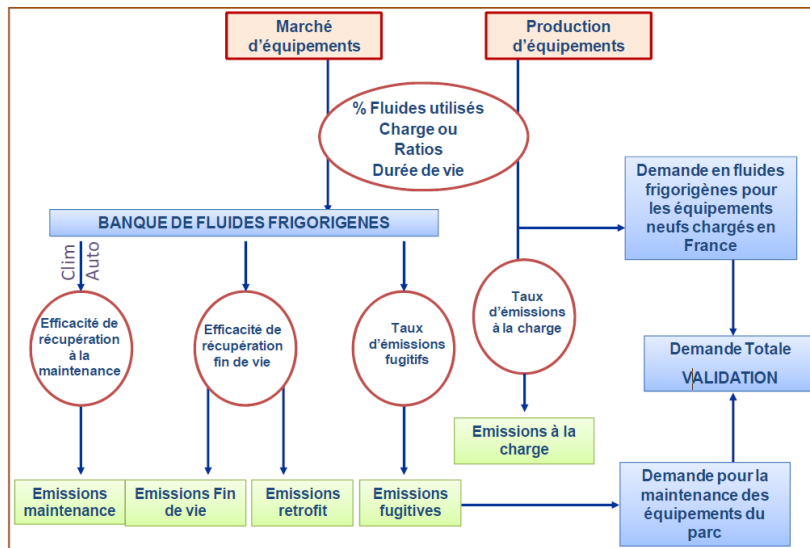 Marché
d'équipements
Production
d'équipements
% Fluides utilisés
Charge ou
Ratios
Durée de vie
Demande en fluides
frigorigènes pour
les équipements
neufs chargés en
France
BANQUE DE FLUIDES FRIGORIGENES
Clim
Auto
Efficacité de
récupération
à la
maintenance
Efficacité de
récupération
fin de vie
Taux
d'émissions
fugitifs
Taux
d'émissions
à la charge
Demande Totale
VALIDATION
Emissions à la
charge
Emissions
maintenance
Emissions Fin
de vie
Emissions
retrofit
Emissions
fugitives
Demande pour la
maintenance des
équipements du
parc